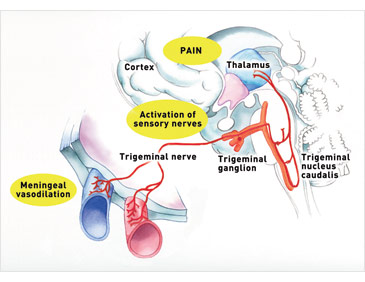 PAIN
Cortex
Thalamus
Activation of
sensory nerves
Trigeminal nerve
Trigeminal
ganglion
Trigeminal
nucleus
caudalis
Meningeal
vasodilation